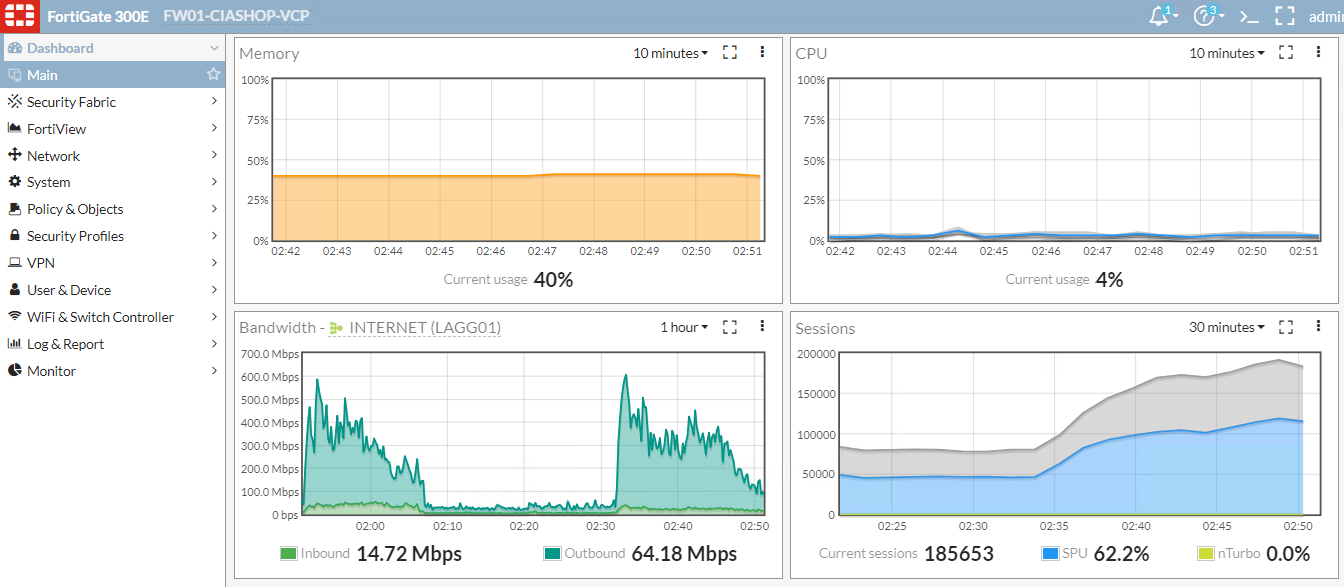 FortiGate 300E FW01-CIASHOP-VCP 1 3
Dashboard
Main
Security Fabric
FortiView
Network
System
Policy & Objects
Security Profiles
VPN
User & Device
WiFi & Switch Controller
Log & Report
Monitor
Memory 10 minutes
100%
75%
50%
25%
0%
02:42 02:43 02:44 02:45 02:46 02:47 02:48 02:49 02:50 02:51
Current usage 40%
CPU 10 minutes
100%
75%
50%
25%
0%
02:42 02:43 02:44 02:45 02:46 02:47 02:48 02:49 02:50 02:51
Current usage 4%
Bandwidth - INTERNET (LAGG01) 1 hour
700.0 Mbps
600.0 Mbps
500.0 Mbps
400.0 Mbps
300.0 Mbps
200.0 Mbps
100.0 Mbps
0 bps
02:00 02:10 02:20 02:30 02:40 02:50
Inbound 14.72 Mbps Outbound 64.18 Mbps
Sessions 30 minutes
200000
150000
100000
50000
0
02:25 02:30 02:35 02:40 02:45 02:50
Current sessions 185653 SPU 62.2% nTurbo 0.0%